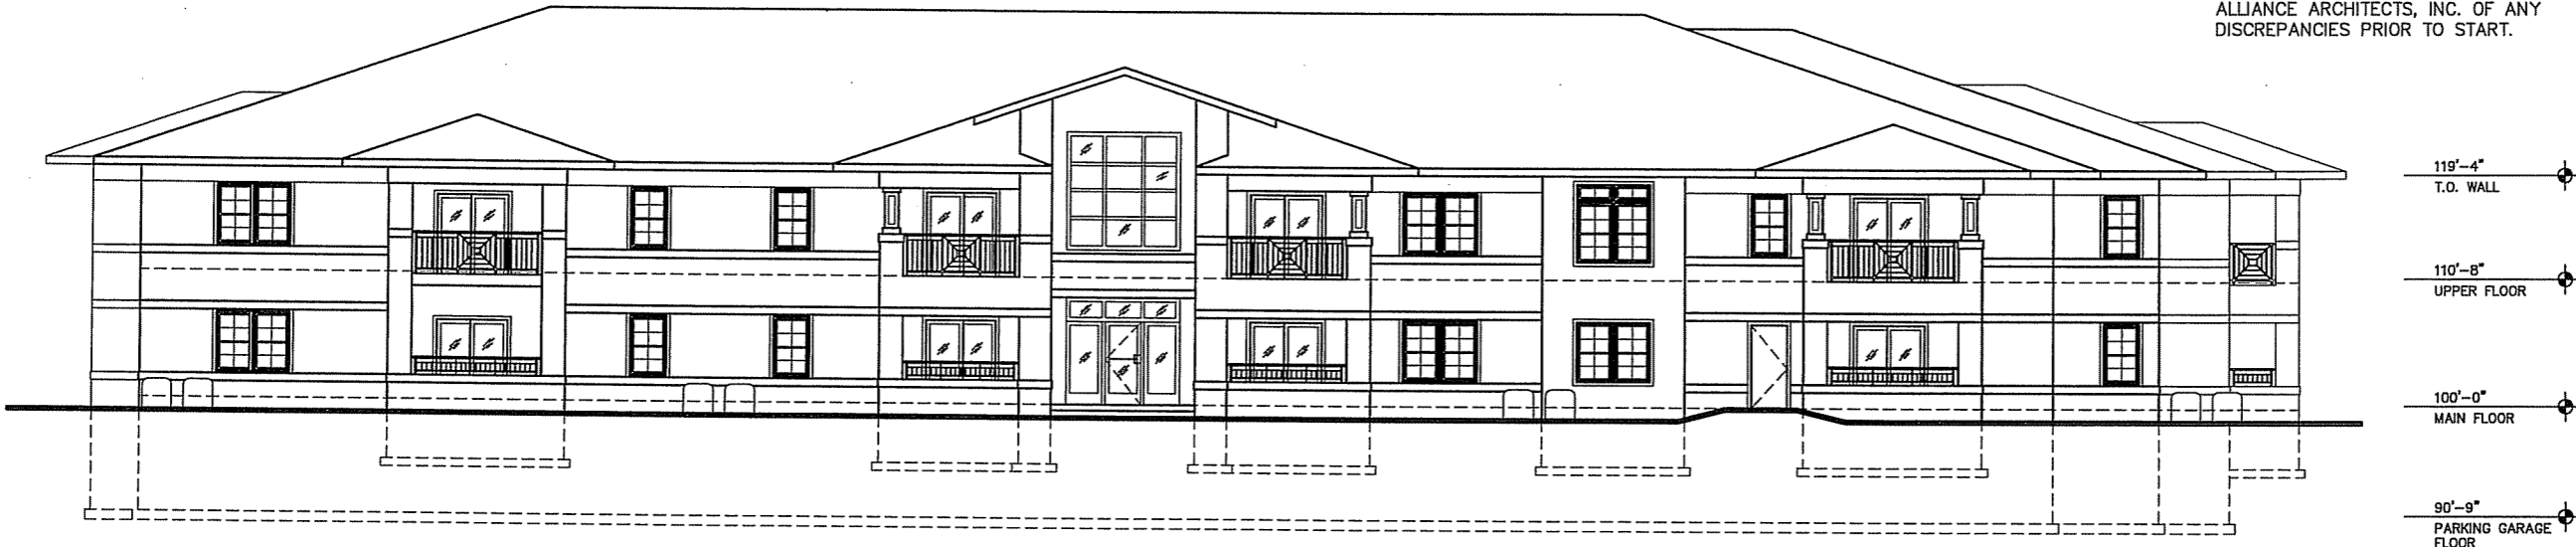 ALLIANCE ARCHITECTS, INC. OF ANY
DISCREPANCIES PRIOR TO START.
119'-4"
T.O. WALL
110'-8"
UPPER FLOOR
100'-0"
MAIN FLOOR
90'-9"
PARKING GARAGE
FLOOR